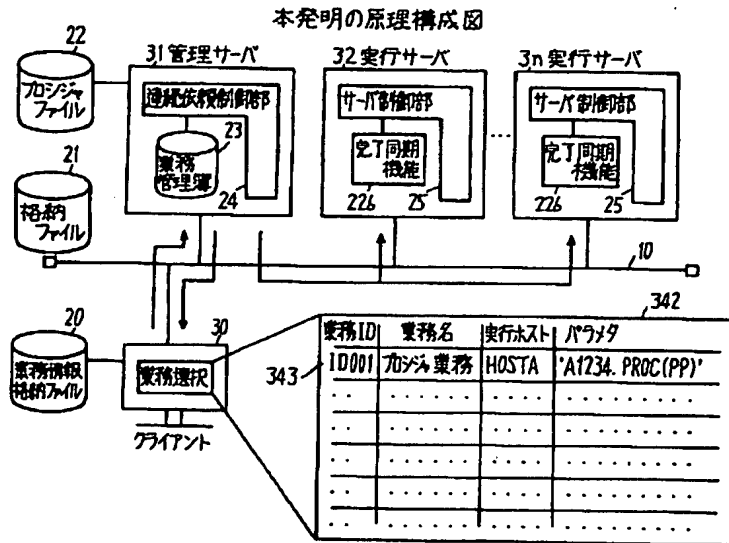 本発明の原理構成図
22
プロシジャ
ファイル
31 管理サーバ
連絡依頼制御部
23
業務
管理簿
24
32 実行サーバ
サーバ制御部
完了同期
機能
226
25
……
3n 実行サーバ
サーバ制御部
完了同期
機能
226
25
21
格納
ファイル
10
20
業務情報
格納ファイル
30
業務選択
クライアント
342
343
業務ID 業務名 実行ホスト パラメタ
ID001 プロシジャ業務 HOSTA 'A1234.PROC(PP)'